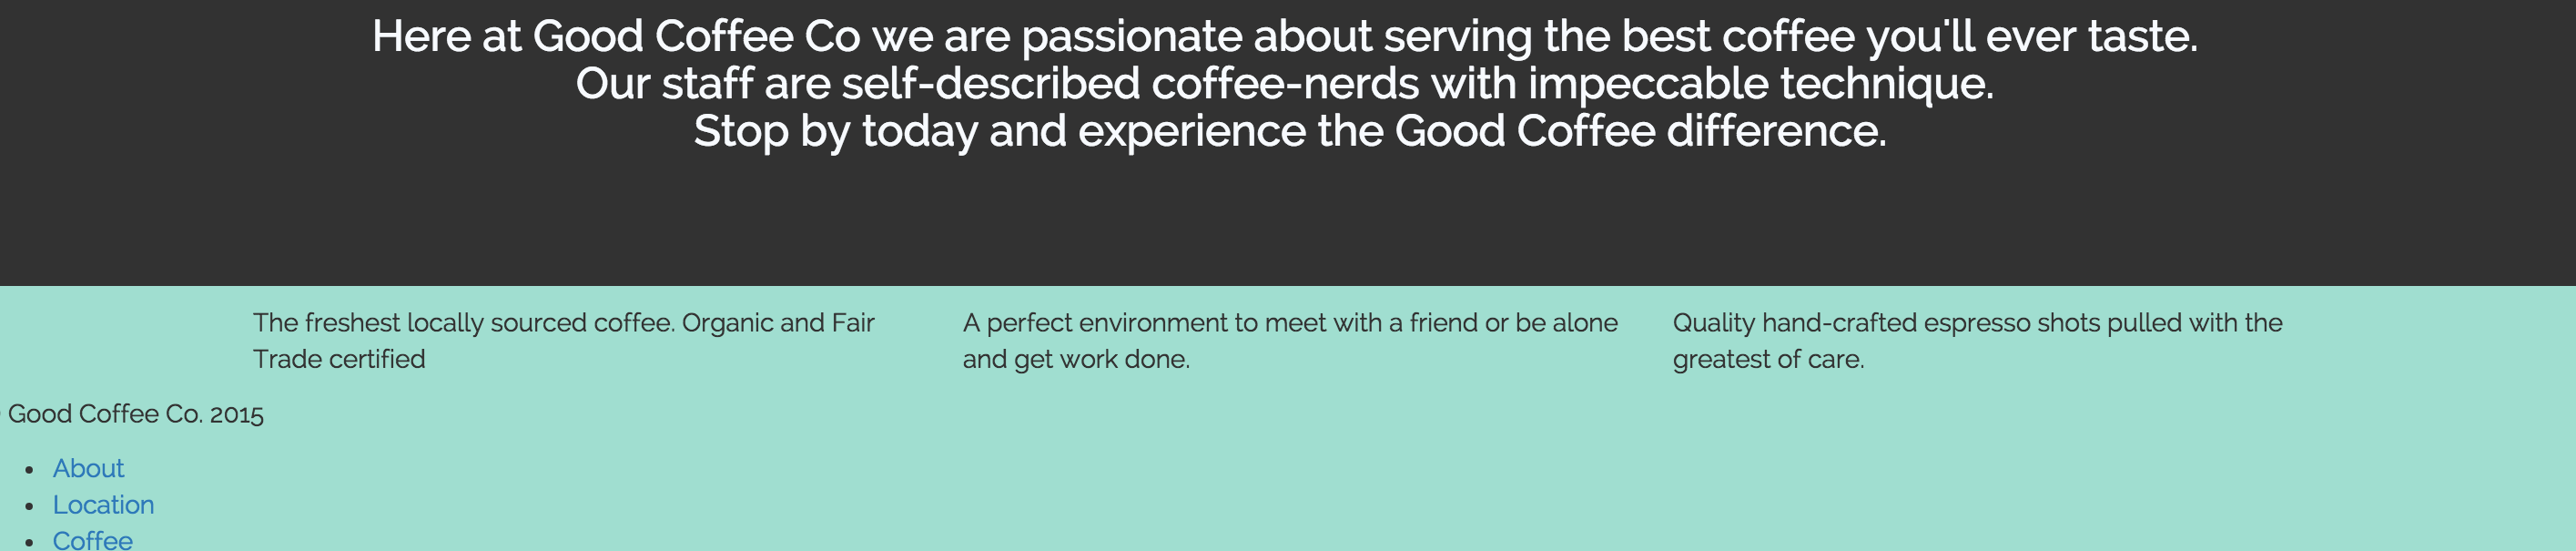 Here at Good Coffee Co we are passionate about serving the best coffee you'll ever taste.
Our staff are self-described coffee-nerds with impeccable technique.
Stop by today and experience the Good Coffee difference.
The freshest locally sourced coffee. Organic and Fair
Trade certified
A perfect environment to meet with a friend or be alone
and get work done.
Quality hand-crafted espresso shots pulled with the
greatest of care.
Good Coffee Co. 2015
• About
• Location
• Coffee